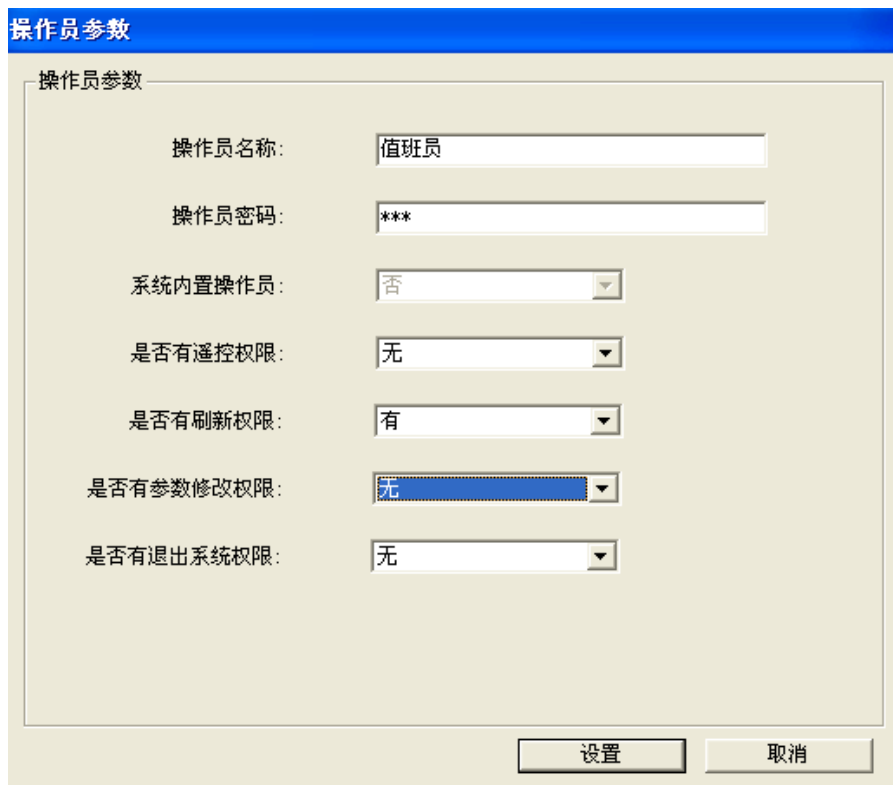 操作员参数
操作员参数
操作员名称: 值班员
操作员密码: ***
系统内置操作员: 否
是否有遥控权限: 无
是否有刷新权限: 有
是否有参数修改权限: 无
是否有退出系统权限: 无
设置 取消